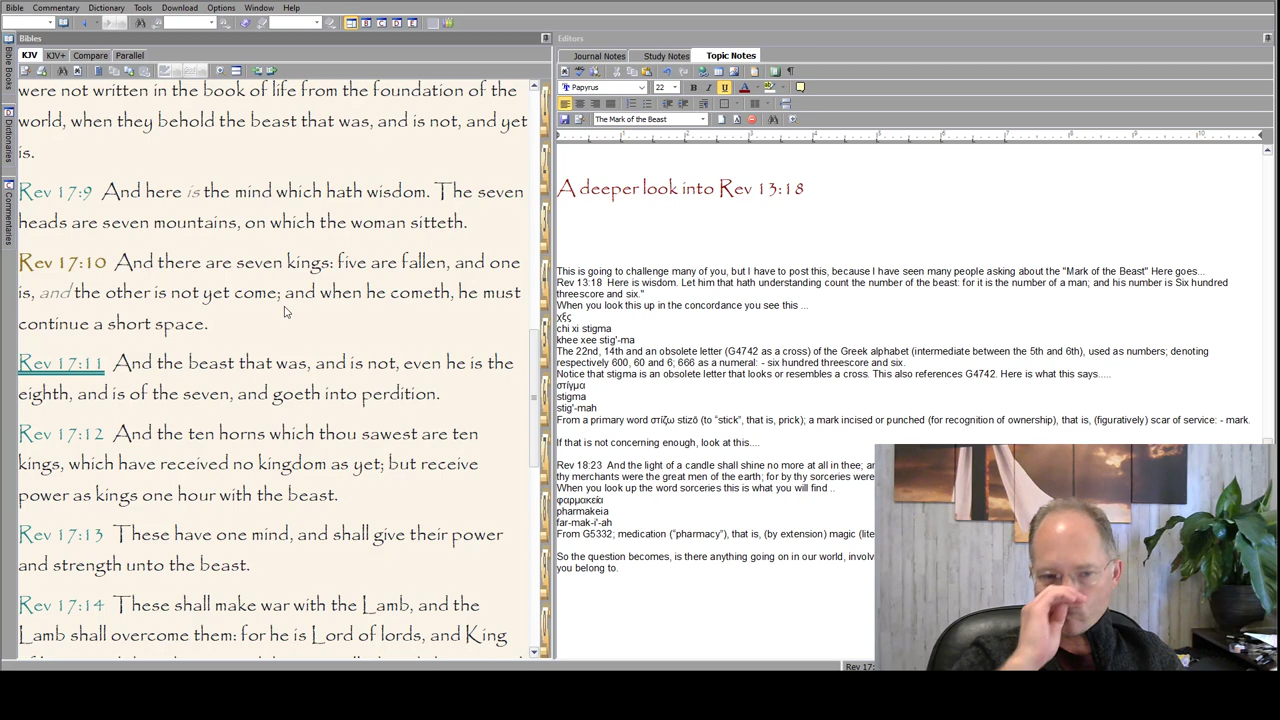 Bible Commentary Dictionary Tools Download Options Window Help
Bibles
KJV KJV+ Compare Parallel
Bible Books
Dictionaries
Commentaries
were not written in the book of life from the foundation of the
world, when they behold the beast that was, and is not, and yet
is.
Rev 17:9 And here is the mind which hath wisdom. The seven
heads are seven mountains, on which the woman sitteth.
Rev 17:10 And there are seven kings: five are fallen, and one
is, and the other is not yet come; and when he cometh, he must
continue a short space.
Rev 17:11 And the beast that was, and is not, even he is the
eighth, and is of the seven, and goeth into perdition.
Rev 17:12 And the ten horns which thou sawest are ten
kings, which have received no kingdom as yet; but receive
power as kings one hour with the beast.
Rev 17:13 These have one mind, and shall give their power
and strength unto the beast.
Rev 17:14 These shall make war with the Lamb, and the
Lamb shall overcome them: for he is Lord of lords, and King
Editors
Journal Notes Study Notes Topic Notes
Papyrus 22 B I U
The Mark of the Beast
1 2 3 4 5 6 7 8 9 10
A deeper look into Rev 13:18
This is going to challenge many of you, but I have to post this, because I have seen many people asking about the "Mark of the Beast" Here goes...
Rev 13:18 Here is wisdom. Let him that hath understanding count the number of the beast: for it is the number of a man; and his number is Six hundred
threescore and six."
When you look this up in the concordance you see this ...
χξς
chi xi stigma
khee xee stig'-ma
The 22nd, 14th and an obsolete letter (G4742 as a cross) of the Greek alphabet (intermediate between the 5th and 6th), used as numbers; denoting
respectively 600, 60 and 6; 666 as a numeral: - six hundred threescore and six.
Notice that stigma is an obsolete letter that looks or resembles a cross. This also references G4742. Here is what this says.....
στίγμα
stigma
stig'-mah
From a primary word στίζω stizō (to “stick”, that is, prick); a mark incised or punched (for recognition of ownership), that is, (figuratively) scar of service: - mark.
If that is not concerning enough, look at this....
Rev 18:23 And the light of a candle shall shine no more at all in thee;
thy merchants were the great men of the earth; for by thy sorceries were
When you look up the word sorceries this is what you will find ..
φαρμακεία
pharmakeia
far-mak-i'-ah
From G5332; medication (“pharmacy”), that is, (by extension) magic
So the question becomes, is there anything going on in our world,
you belong to.
Rev 17: